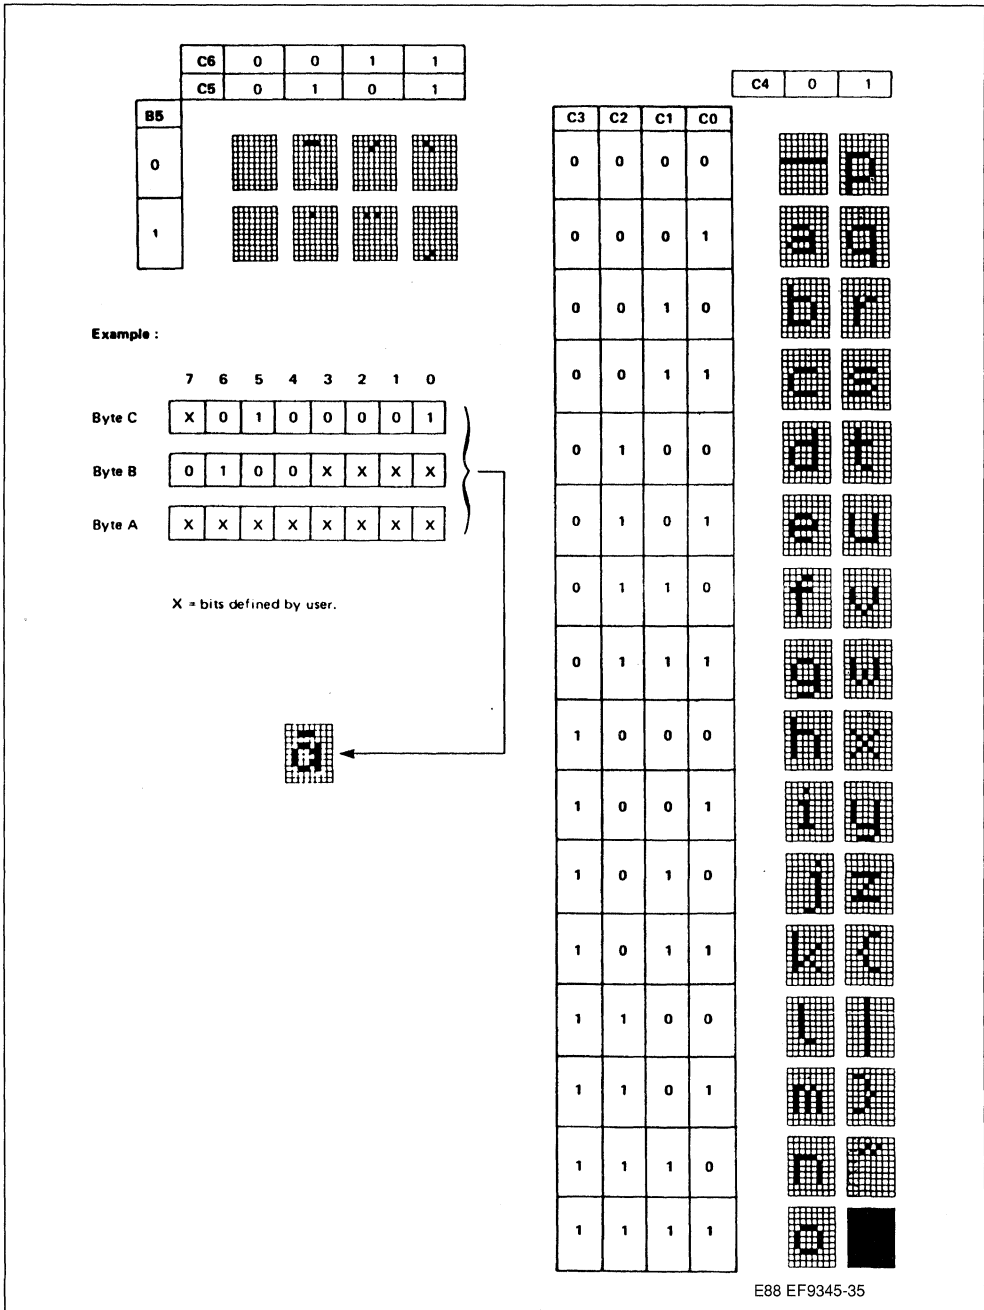 C6 0 0 1 1
C5 0 1 0 1
B5
0
1
Example :
7 6 5 4 3 2 1 0
Byte C X 0 1 0 0 0 0 1
Byte B 0 1 0 0 X X X X
Byte A X X X X X X X X
X = bits defined by user.
ā
C4 0 1
C3 C2 C1 C0
0 0 0 0 — p
0 0 0 1 a q
0 0 1 0 b r
0 0 1 1 c s
0 1 0 0 d t
0 1 0 1 e u
0 1 1 0 f v
0 1 1 1 g w
1 0 0 0 h x
1 0 0 1 i y
1 0 1 0 j z
1 0 1 1 k {
1 1 0 0 l |
1 1 0 1 m }
1 1 1 0 n ~
1 1 1 1 o
E88 EF9345-35